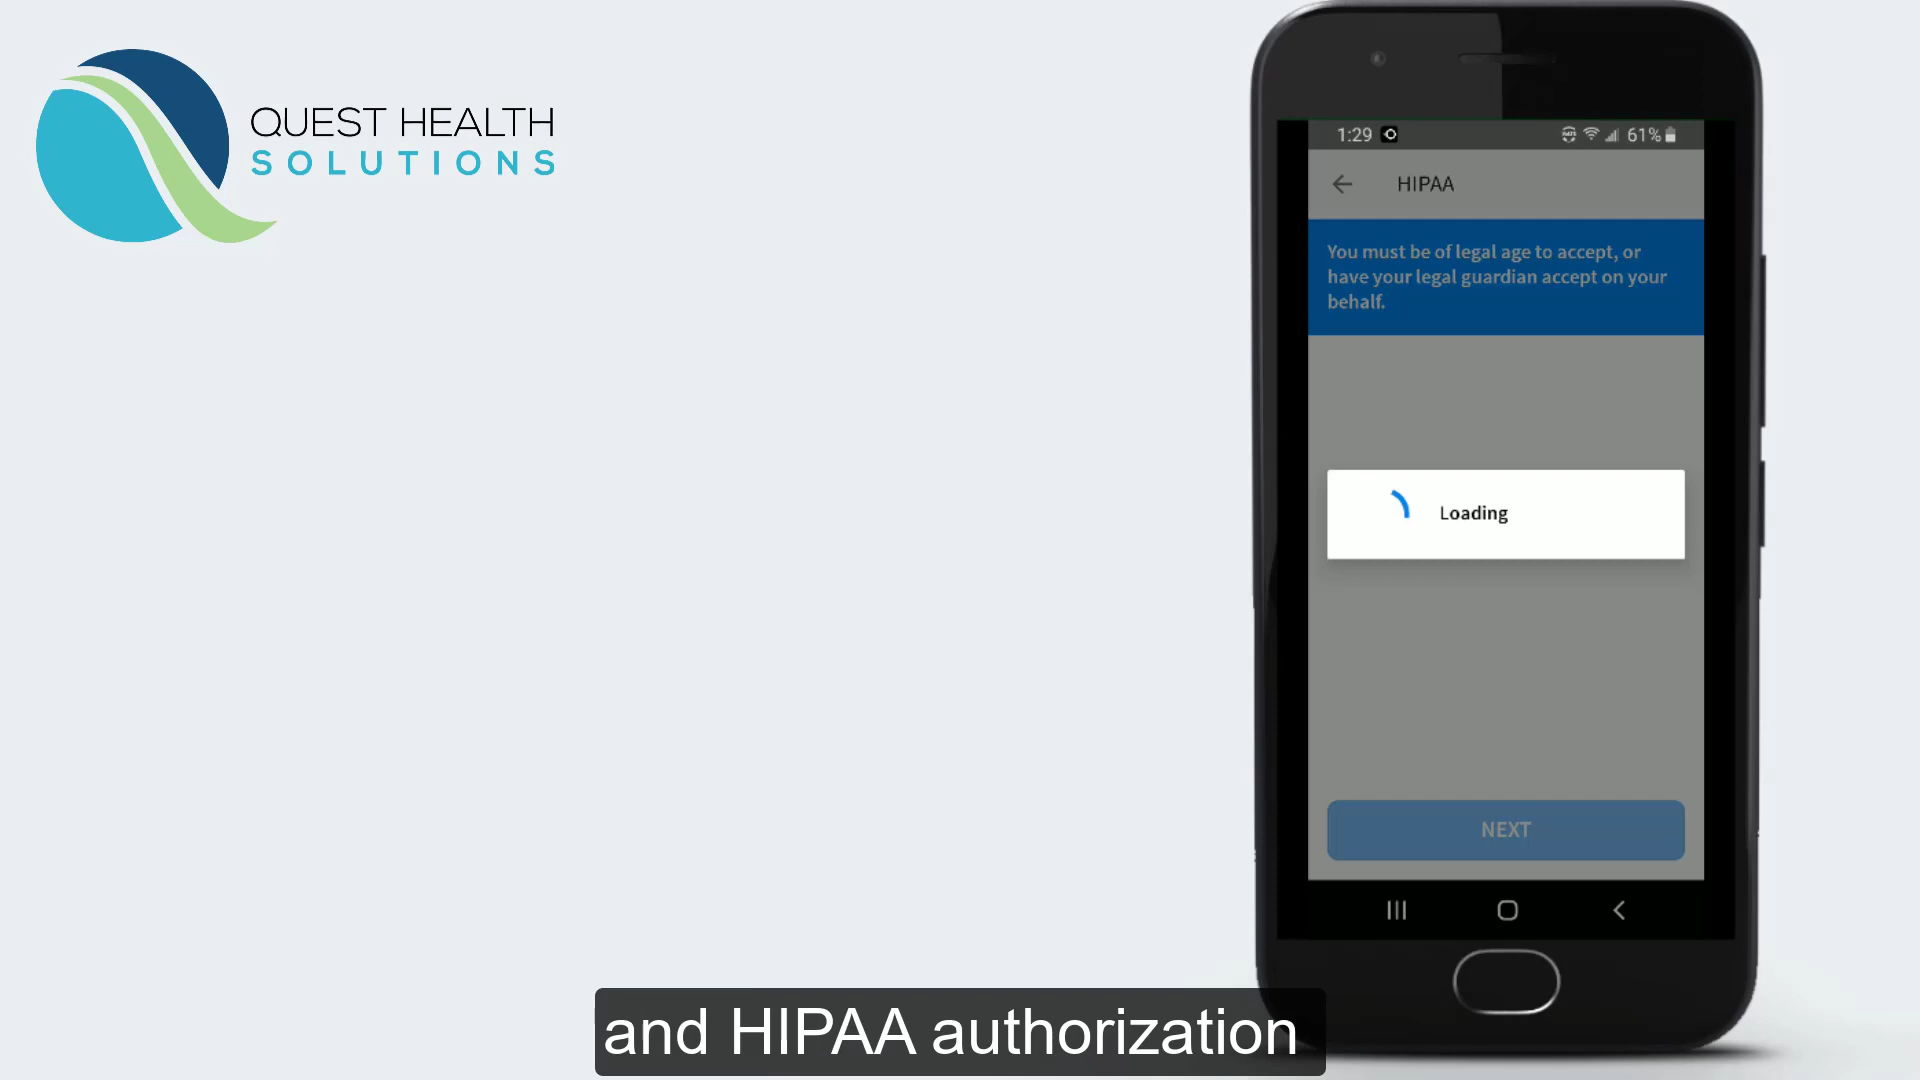 QUEST HEALTH
SOLUTIONS
1:29
61%
HIPAA
You must be of legal age to accept, or
have your legal guardian accept on your
behalf.
Loading
NEXT
and HIPAA authorization